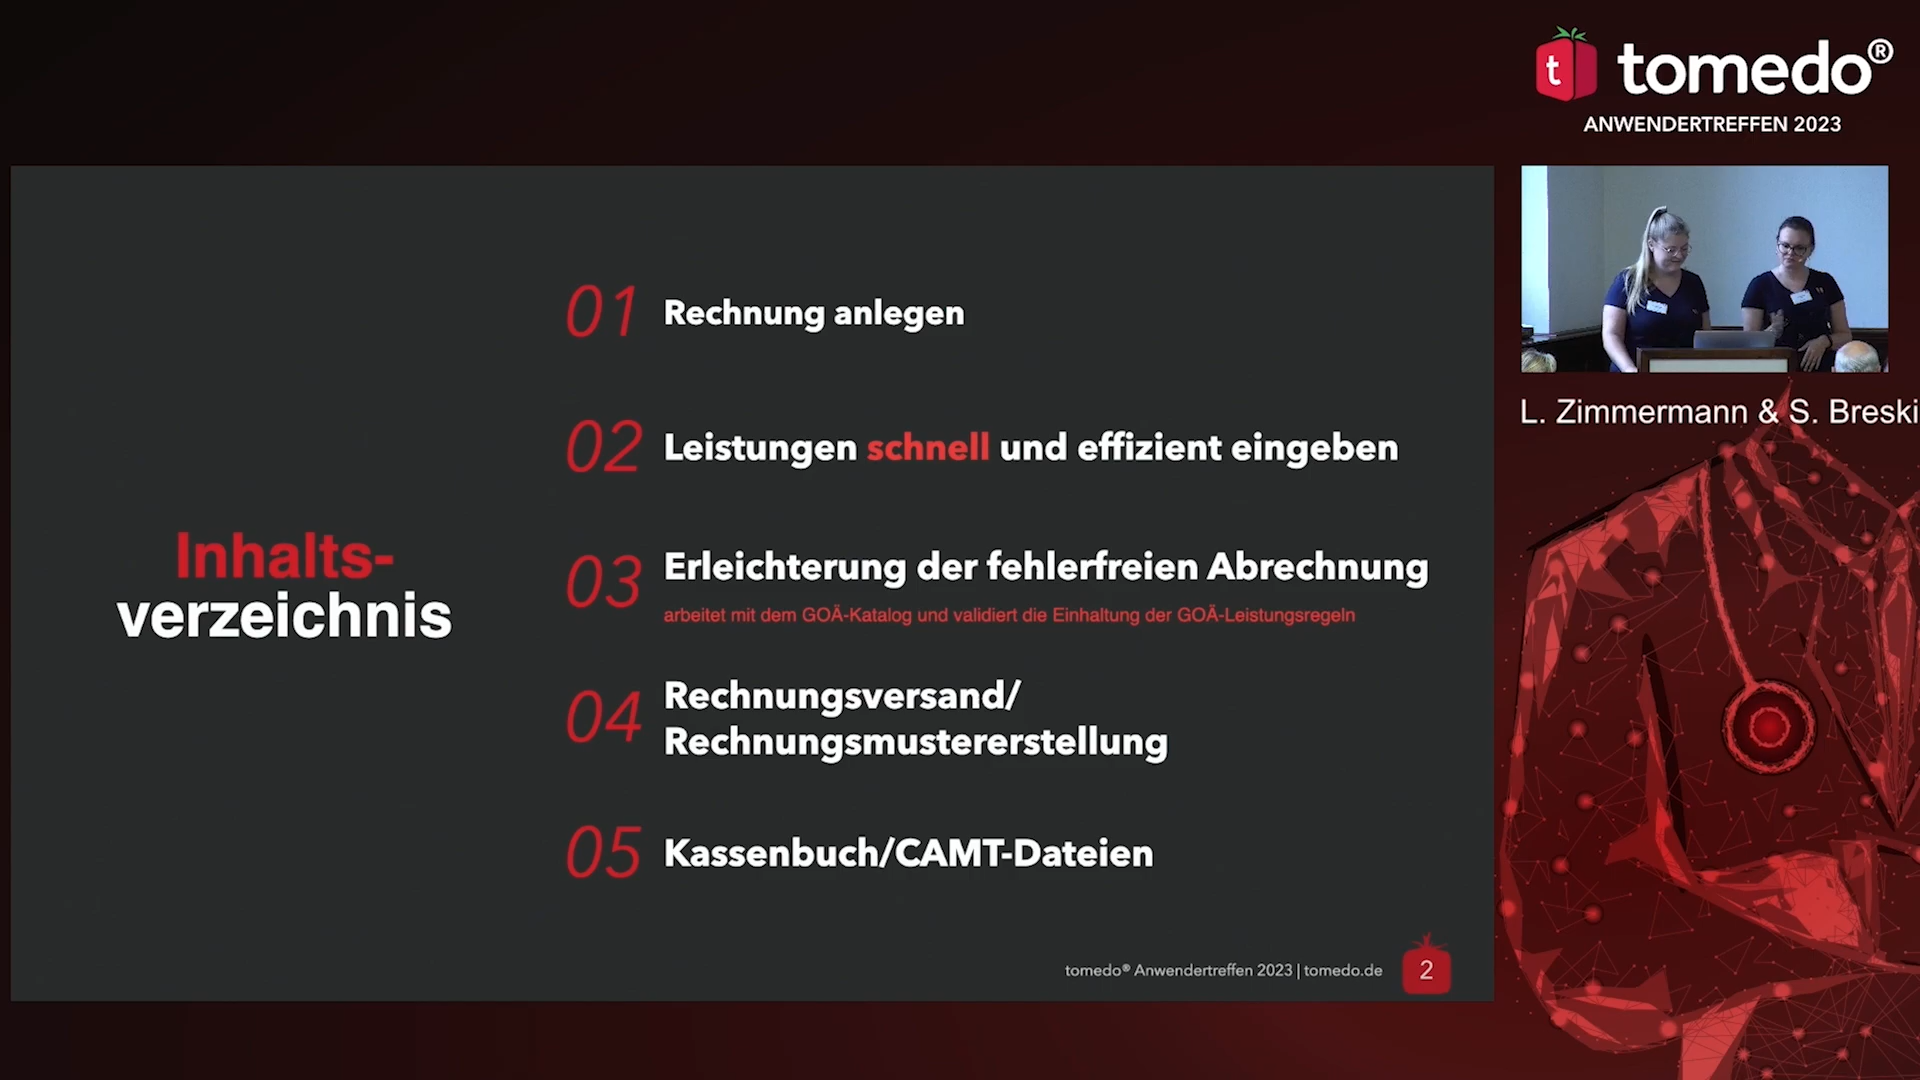 t tomedo®
ANWENDERTREFFEN 2023
Inhalts-
verzeichnis
01 Rechnung anlegen
02 Leistungen schnell und effizient eingeben
03 Erleichterung der fehlerfreien Abrechnung
arbeitet mit dem GOÄ-Katalog und validiert die Einhaltung der GOÄ-Leistungsregeln
04 Rechnungsversand/
Rechnungsmustererstellung
05 Kassenbuch/CAMT-Dateien
tomedo® Anwendertreffen 2023 | tomedo.de 2
L. Zimmermann & S. Breski